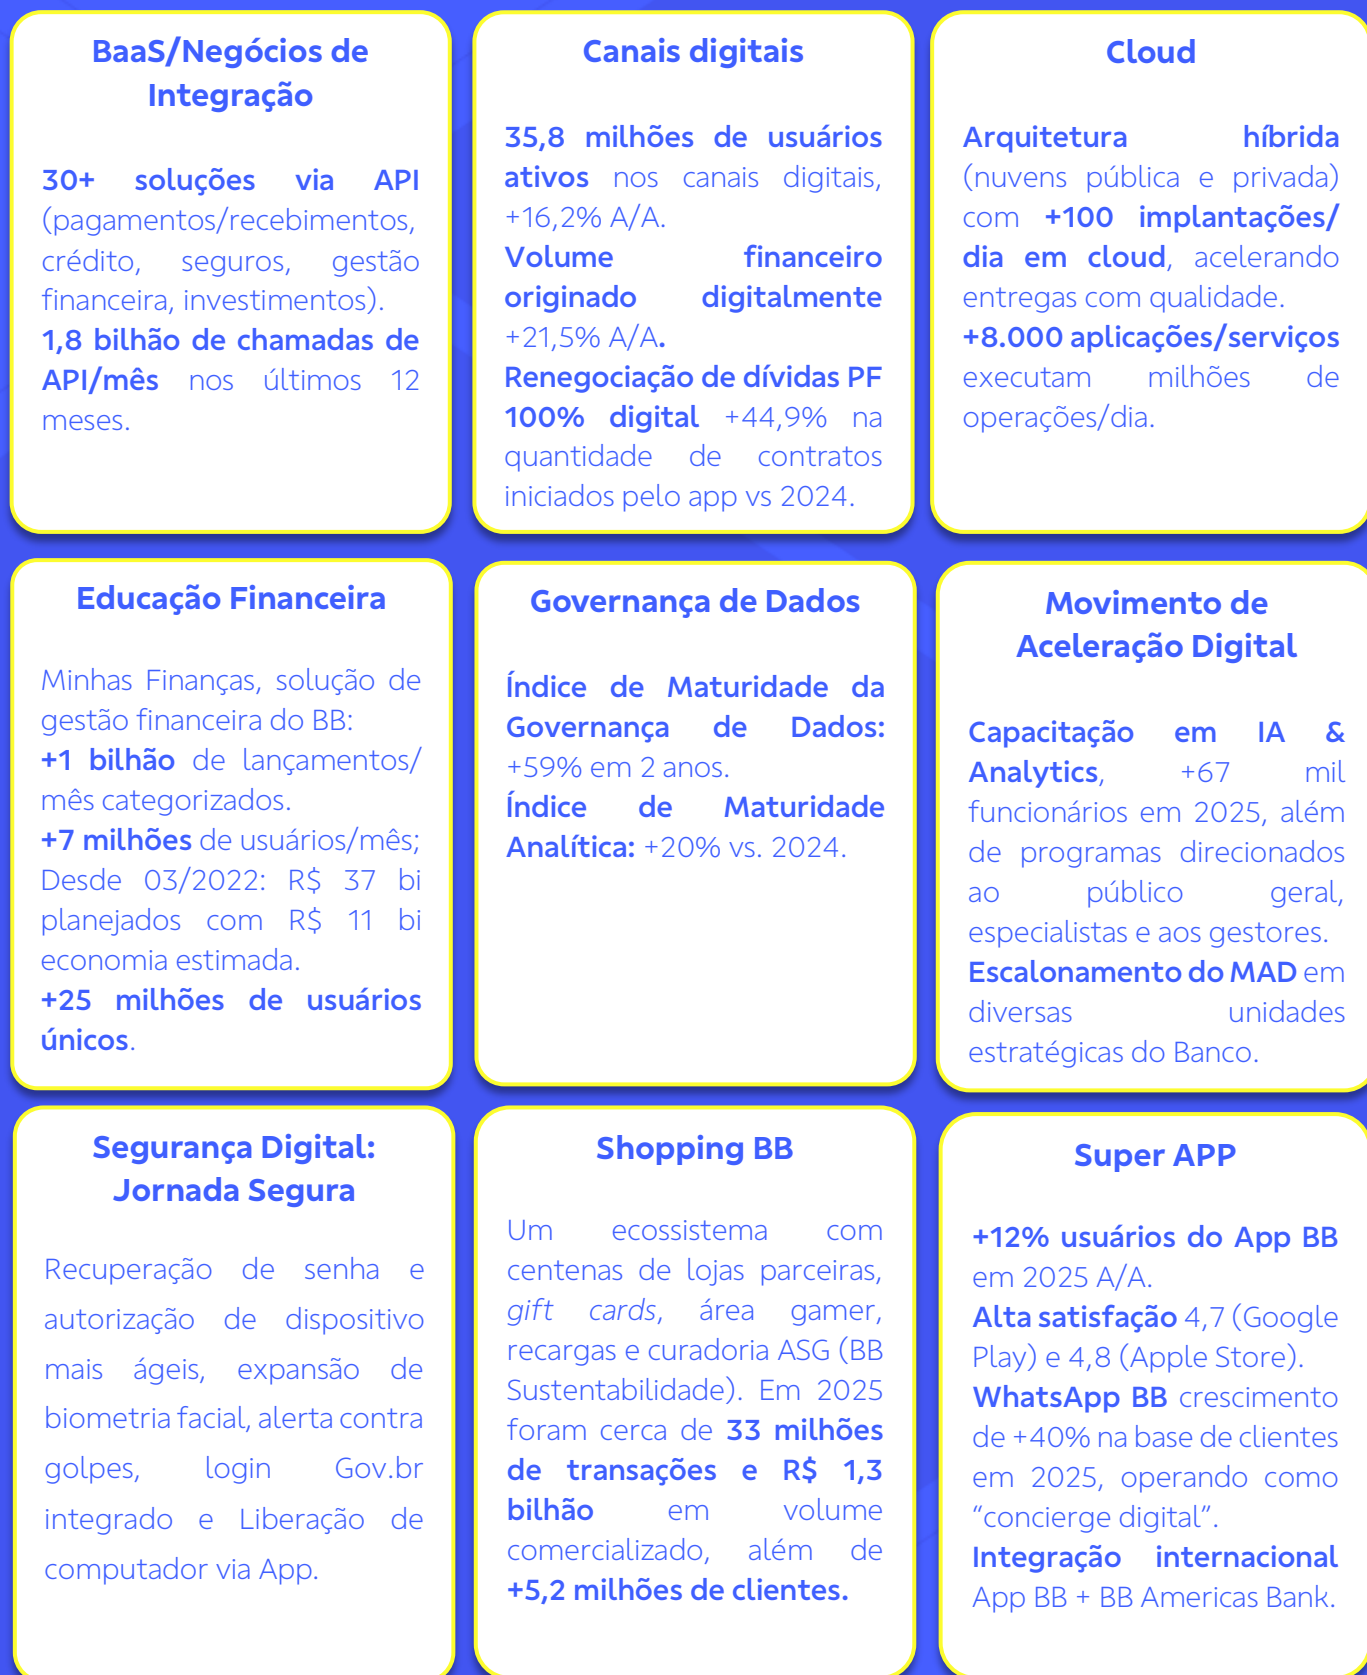 BaaS/Negócios de
Integração
30+ soluções via API
(pagamentos/recebimentos,
crédito, seguros, gestão
financeira, investimentos).
1,8 bilhão de chamadas de
API/mês nos últimos 12
meses.
Canais digitais
35,8 milhões de usuários
ativos nos canais digitais,
+16,2% A/A.
Volume financeiro
originado digitalmente
+21,5% A/A.
Renegociação de dívidas PF
100% digital +44,9% na
quantidade de contratos
iniciados pelo app vs 2024.
Cloud
Arquitetura híbrida
(nuvens pública e privada)
com +100 implantações/
dia em cloud, acelerando
entregas com qualidade.
+8.000 aplicações/serviços
executam milhões de
operações/dia.
Educação Financeira
Minhas Finanças, solução de
gestão financeira do BB:
+1 bilhão de lançamentos/
mês categorizados.
+7 milhões de usuários/mês;
Desde 03/2022: R$ 37 bi
planejados com R$ 11 bi
economia estimada.
+25 milhões de usuários
únicos.
Governança de Dados
Índice de Maturidade da
Governança de Dados:
+59% em 2 anos.
Índice de Maturidade
Analítica: +20% vs. 2024.
Movimento de
Aceleração Digital
Capacitação em IA &
Analytics, +67 mil
funcionários em 2025, além
de programas direcionados
ao público geral,
especialistas e aos gestores.
Escalonamento do MAD em
diversas unidades
estratégicas do Banco.
Segurança Digital:
Jornada Segura
Recuperação de senha e
autorização de dispositivo
mais ágeis, expansão de
biometria facial, alerta contra
golpes, login Gov.br
integrado e Liberação de
computador via App.
Shopping BB
Um ecossistema com
centenas de lojas parceiras,
gift cards, área gamer,
recargas e curadoria ASG (BB
Sustentabilidade). Em 2025
foram cerca de 33 milhões
de transações e R$ 1,3
bilhão em volume
comercializado, além de
+5,2 milhões de clientes.
Super APP
+12% usuários do App BB
em 2025 A/A.
Alta satisfação 4,7 (Google
Play) e 4,8 (Apple Store).
WhatsApp BB crescimento
de +40% na base de clientes
em 2025, operando como
“concierge digital”.
Integração internacional
App BB + BB Americas Bank.